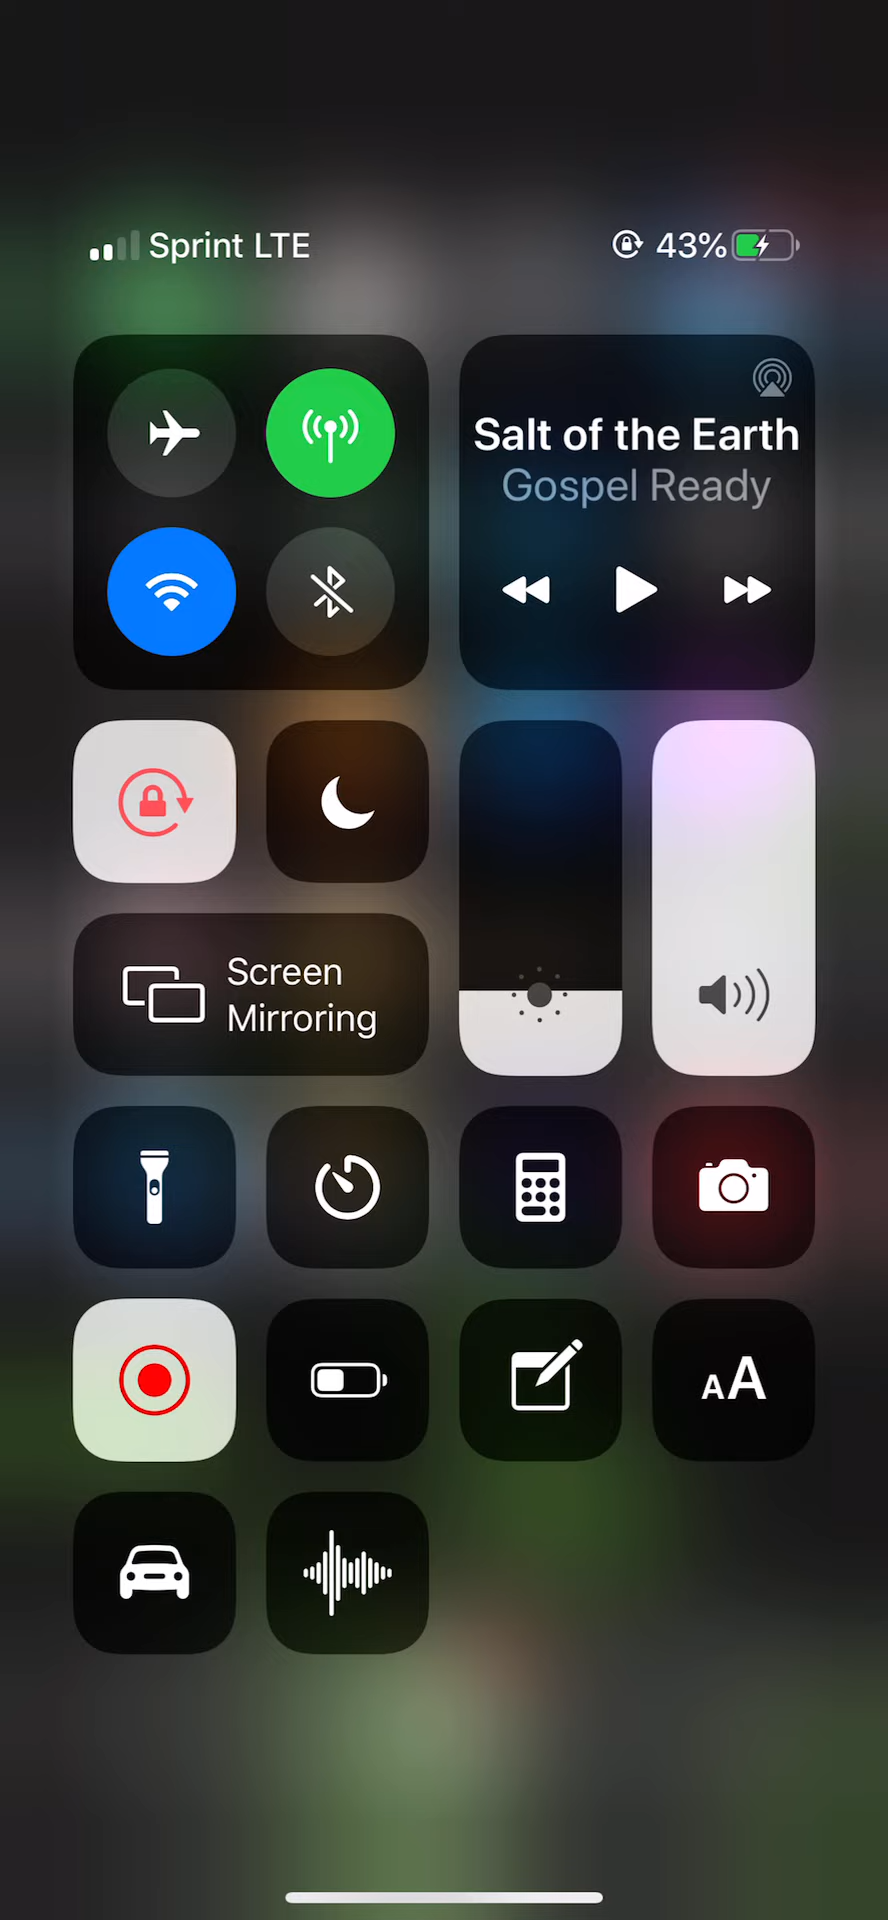 Sprint LTE 43%
Salt of the Earth
Gospel Ready
Screen
Mirroring
AA